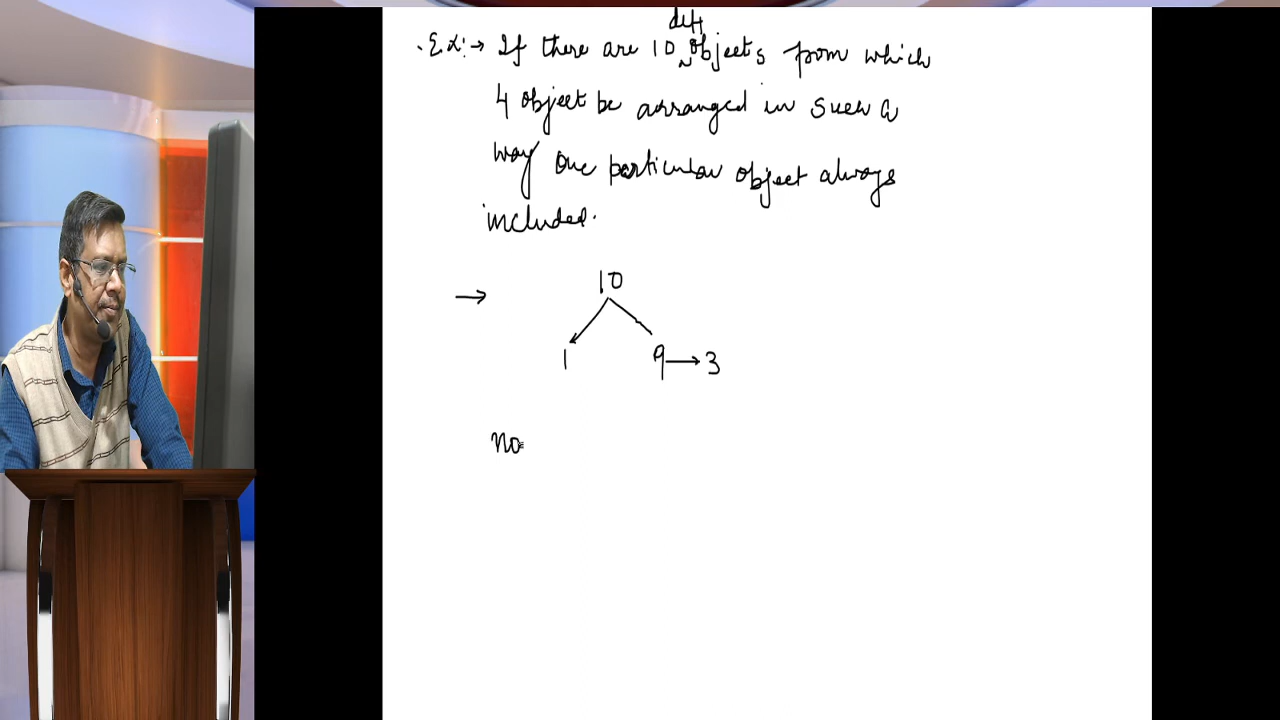 diff
.Ex:→ If there are 10 objects from which
4 object be arranged in such a
way one particular object always
included.
→ 10
1 9→3
no